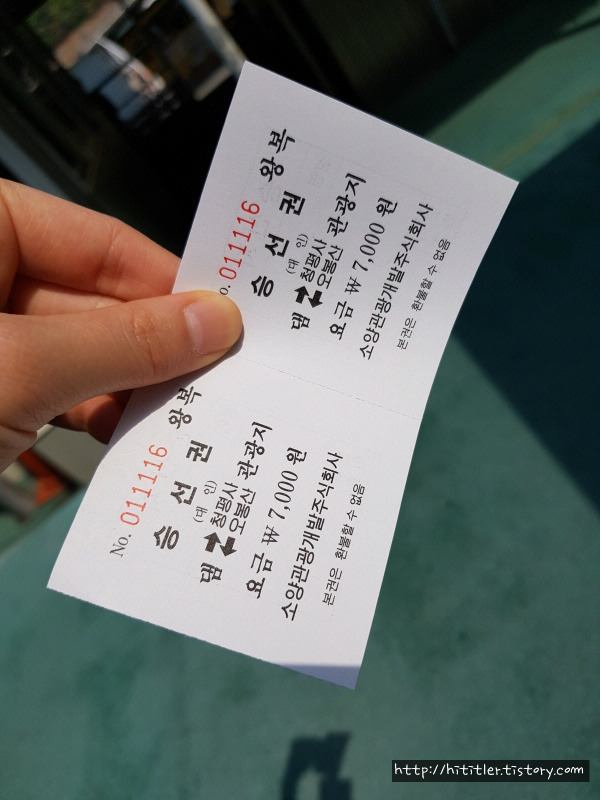 o. 011116 왕복
승선권
(대인)
댐 청평사 관광지
오봉산
요금 ₩ 7,000 원
소양관광개발주식회사
본권은 환불할 수 없음
No. 011116 왕복
승선권
(대인)
댐 청평사 관광지
오봉산
요금 ₩ 7,000 원
소양관광개발주식회사
본권은 환불할 수 없음
http://hititler.tistory.com